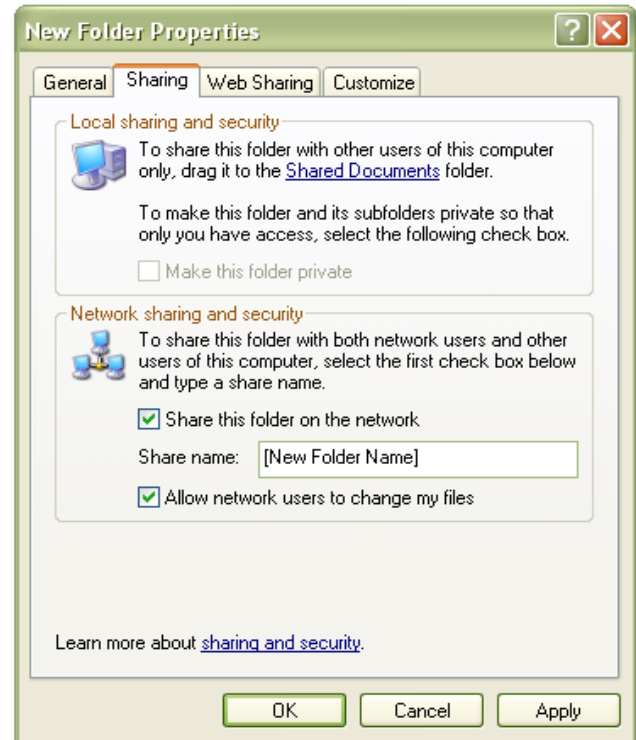 New Folder Properties
?
General Sharing Web Sharing Customize
Local sharing and security
To share this folder with other users of this computer
only, drag it to the Shared Documents folder.
To make this folder and its subfolders private so that
only you have access, select the following check box.
Make this folder private
Network sharing and security
To share this folder with both network users and other
users of this computer, select the first check box below
and type a share name.
Share this folder on the network
Share name: [New Folder Name]
Allow network users to change my files
Learn more about sharing and security.
OK Cancel Apply